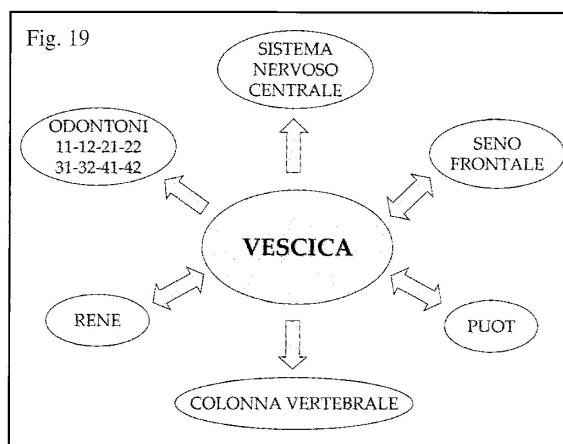 Fig. 19
SISTEMA
NERVOSO
CENTRALE
ODONTONI
11-12-21-22
31-32-41-42
SENO
FRONTALE
VESCICA
RENE
PUOT
COLONNA VERTEBRALE